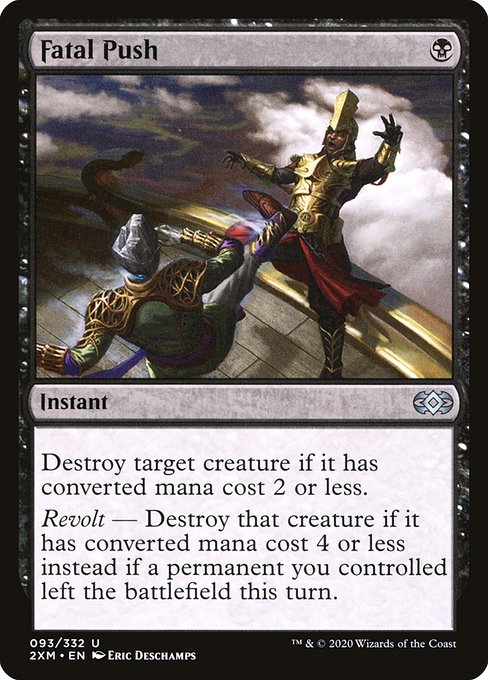 Fatal Push
Instant
Destroy target creature if it has
converted mana cost 2 or less.
Revolt — Destroy that creature if it
has converted mana cost 4 or less
instead if a permanent you controlled
left the battlefield this turn.
093/332 U
2XM • EN Eric Deschamps
™ & © 2020 Wizards of the Coast